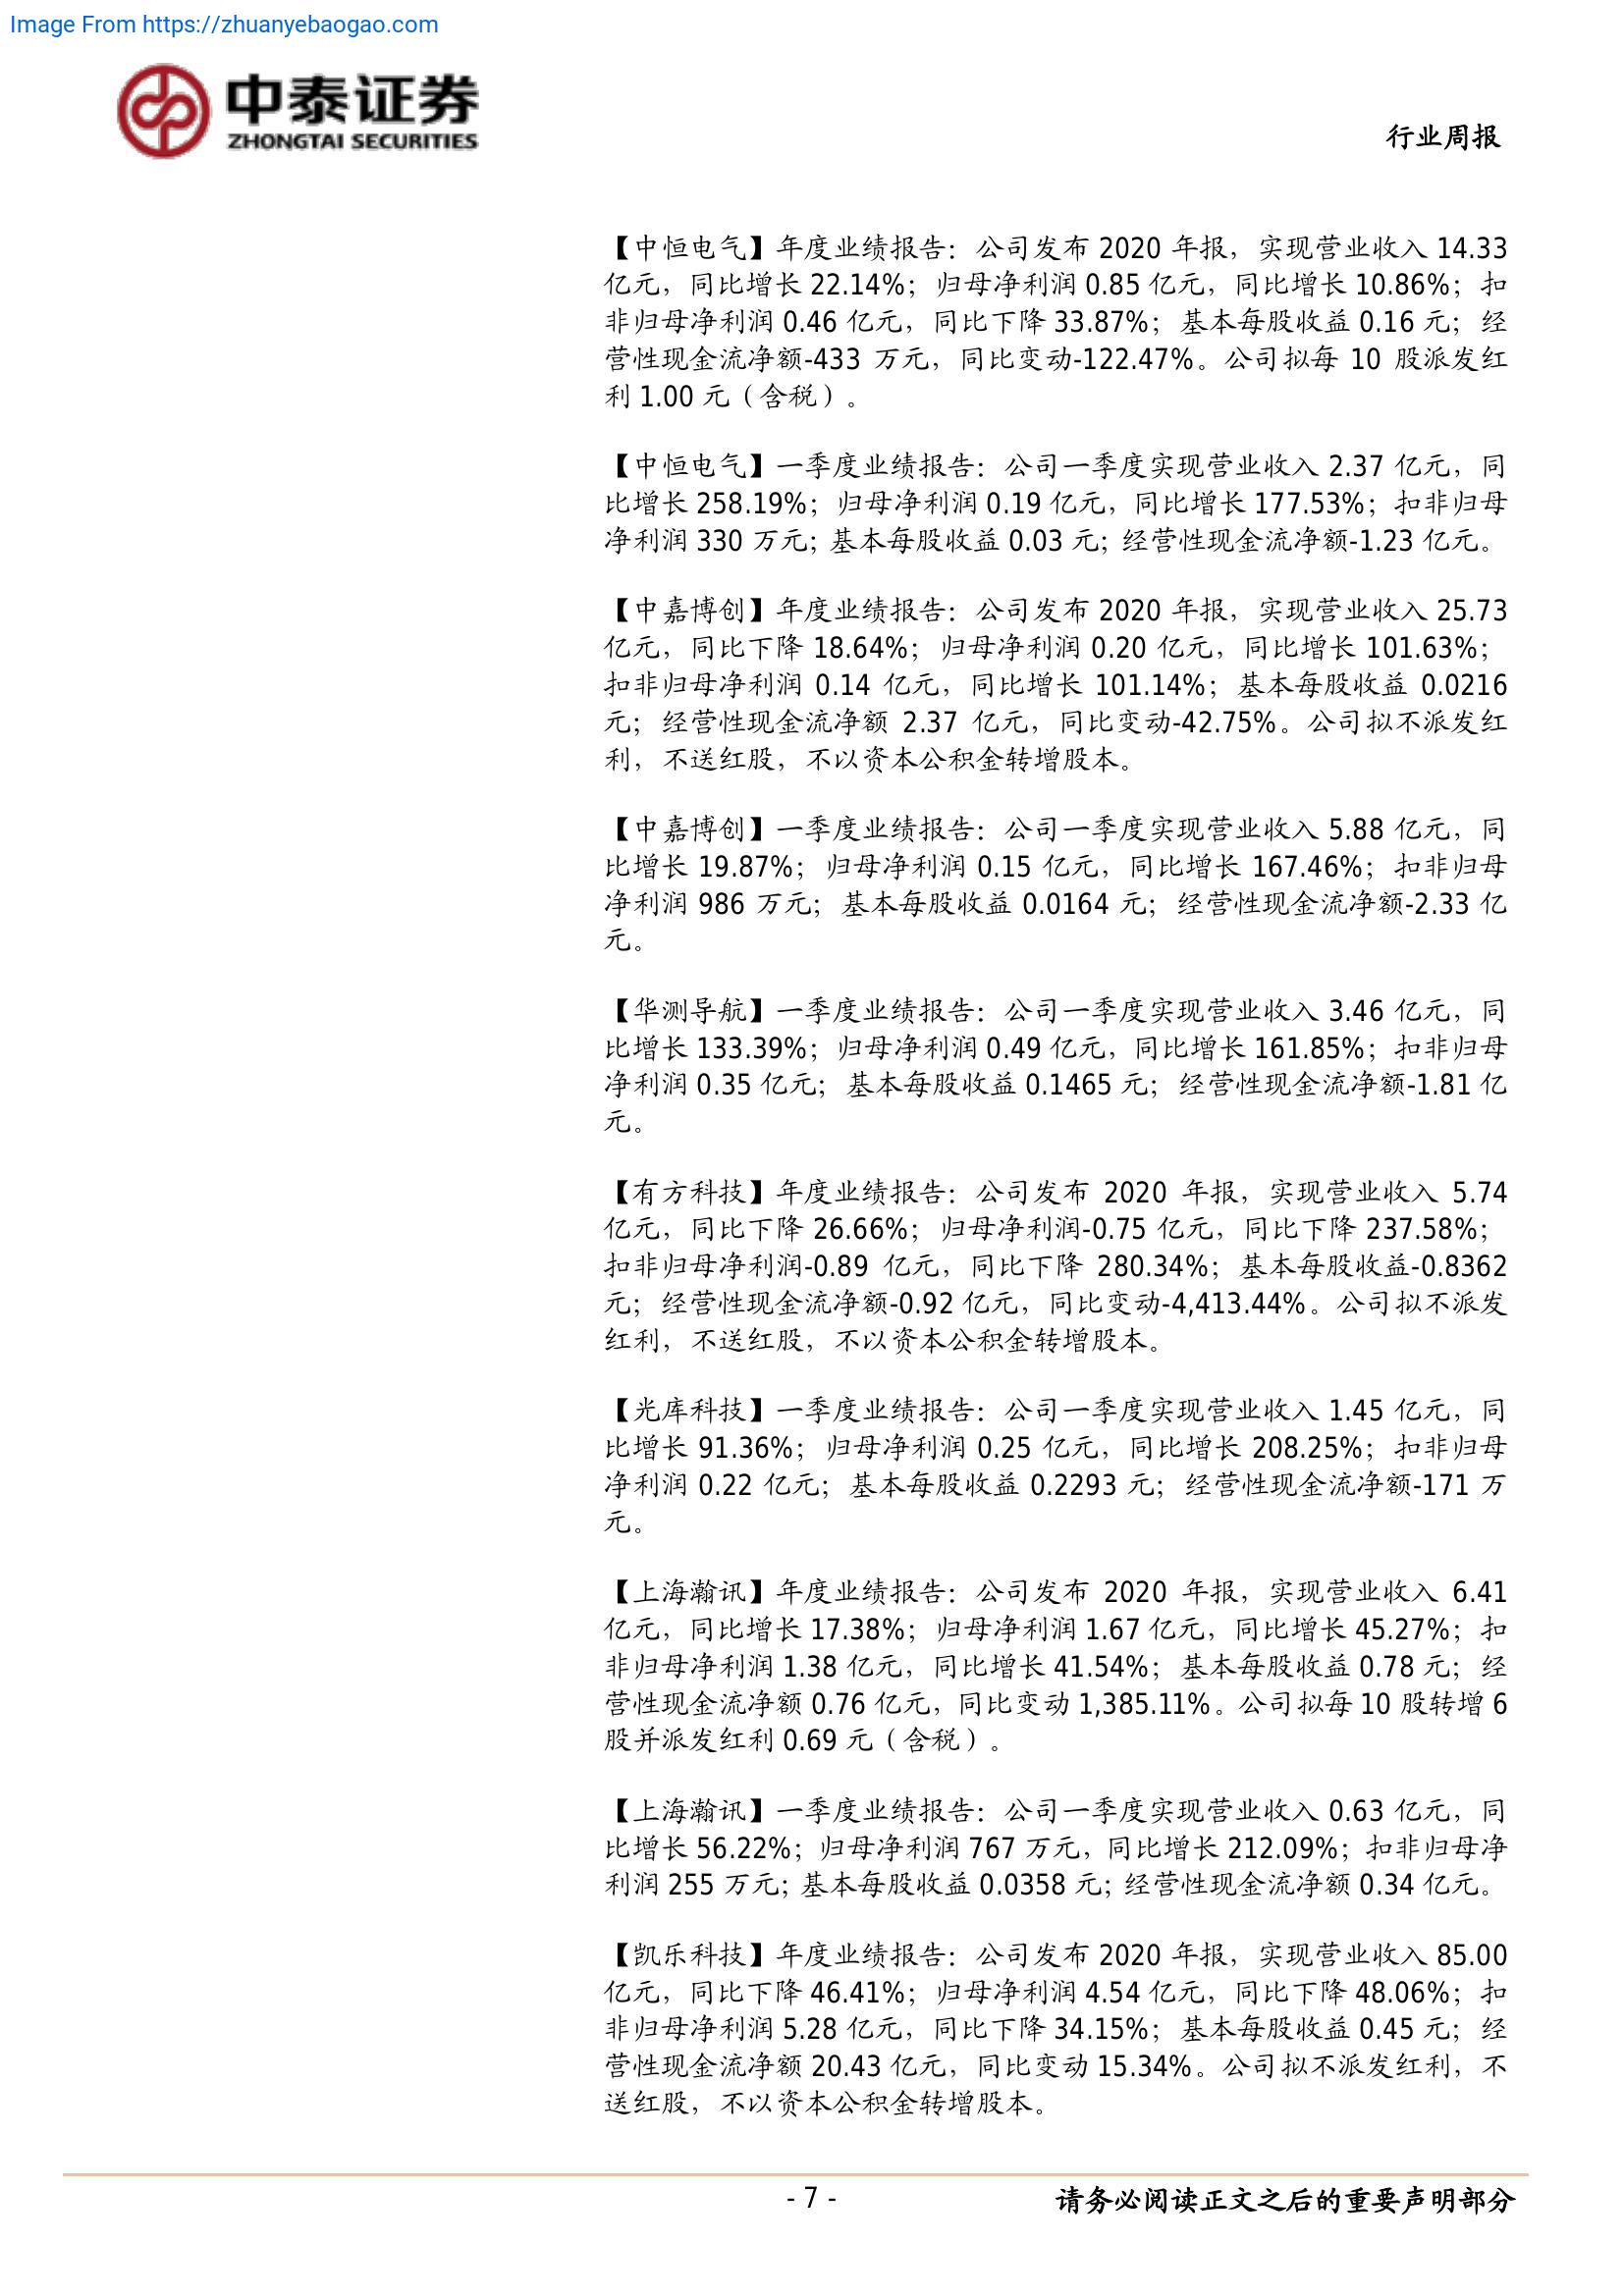 Image From https://zhuanyebaogao.com
中泰证券
ZHONGTAI SECURITIES
行业周报
【中恒电气】年度业绩报告：公司发布 2020 年报，实现营业收入 14.33
亿元，同比增长 22.14%；归母净利润 0.85 亿元，同比增长 10.86%；扣
非归母净利润 0.46 亿元，同比下降 33.87%；基本每股收益 0.16 元；经
营性现金流净额-433 万元，同比变动-122.47%。公司拟每 10 股派发红
利 1.00 元（含税）。
【中恒电气】一季度业绩报告：公司一季度实现营业收入 2.37 亿元，同
比增长 258.19%；归母净利润 0.19 亿元，同比增长 177.53%；扣非归母
净利润 330 万元；基本每股收益 0.03 元；经营性现金流净额-1.23 亿元。
【中嘉博创】年度业绩报告：公司发布 2020 年报，实现营业收入 25.73
亿元，同比下降 18.64%；归母净利润 0.20 亿元，同比增长 101.63%；
扣非归母净利润 0.14 亿元，同比增长 101.14%；基本每股收益 0.0216
元；经营性现金流净额 2.37 亿元，同比变动-42.75%。公司拟不派发红
利，不送红股，不以资本公积金转增股本。
【中嘉博创】一季度业绩报告：公司一季度实现营业收入 5.88 亿元，同
比增长 19.87%；归母净利润 0.15 亿元，同比增长 167.46%；扣非归母
净利润 986 万元；基本每股收益 0.0164 元；经营性现金流净额-2.33 亿
元。
【华测导航】一季度业绩报告：公司一季度实现营业收入 3.46 亿元，同
比增长 133.39%；归母净利润 0.49 亿元，同比增长 161.85%；扣非归母
净利润 0.35 亿元；基本每股收益 0.1465 元；经营性现金流净额-1.81 亿
元。
【有方科技】年度业绩报告：公司发布 2020 年报，实现营业收入 5.74
亿元，同比下降 26.66%；归母净利润-0.75 亿元，同比下降 237.58%；
扣非归母净利润-0.89 亿元，同比下降 280.34%；基本每股收益-0.8362
元；经营性现金流净额-0.92 亿元，同比变动-4,413.44%。公司拟不派发
红利，不送红股，不以资本公积金转增股本。
【光库科技】一季度业绩报告：公司一季度实现营业收入 1.45 亿元，同
比增长 91.36%；归母净利润 0.25 亿元，同比增长 208.25%；扣非归母
净利润 0.22 亿元；基本每股收益 0.2293 元；经营性现金流净额-171 万
元。
【上海瀚讯】年度业绩报告：公司发布 2020 年报，实现营业收入 6.41
亿元，同比增长 17.38%；归母净利润 1.67 亿元，同比增长 45.27%；扣
非归母净利润 1.38 亿元，同比增长 41.54%；基本每股收益 0.78 元；经
营性现金流净额 0.76 亿元，同比变动 1,385.11%。公司拟每 10 股转增 6
股并派发红利 0.69 元（含税）。
【上海瀚讯】一季度业绩报告：公司一季度实现营业收入 0.63 亿元，同
比增长 56.22%；归母净利润 767 万元，同比增长 212.09%；扣非归母净
利润 255 万元；基本每股收益 0.0358 元；经营性现金流净额 0.34 亿元。
【凯乐科技】年度业绩报告：公司发布 2020 年报，实现营业收入 85.00
亿元，同比下降 46.41%；归母净利润 4.54 亿元，同比下降 48.06%；扣
非归母净利润 5.28 亿元，同比下降 34.15%；基本每股收益 0.45 元；经
营性现金流净额 20.43 亿元，同比变动 15.34%。公司拟不派发红利，不
送红股，不以资本公积金转增股本。
- 7 -
请务必阅读正文之后的重要声明部分